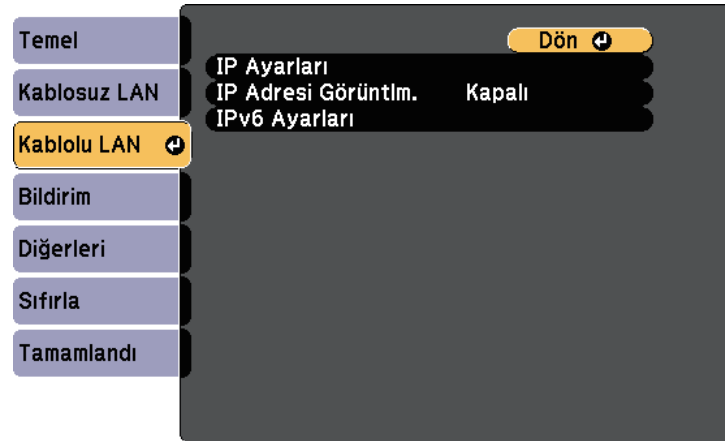 Temel
Kablosuz LAN
Kablolu LAN
Bildirim
Diğerleri
Sıfırla
Tamamlandı
Dön
IP Ayarları
IP Adresi Görüntlm. Kapalı
IPv6 Ayarları